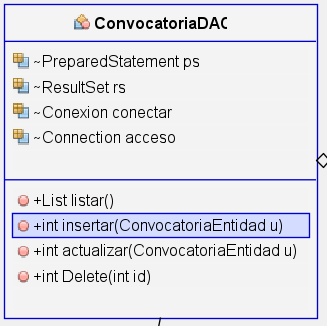 ConvocatoriaDAC
~PreparedStatement ps
~ResultSet rs
~Conexion conectar
~Connection acceso
+List listar()
+int insertar(ConvocatoriaEntidad u)
+int actualizar(ConvocatoriaEntidad u)
+int Delete(int id)